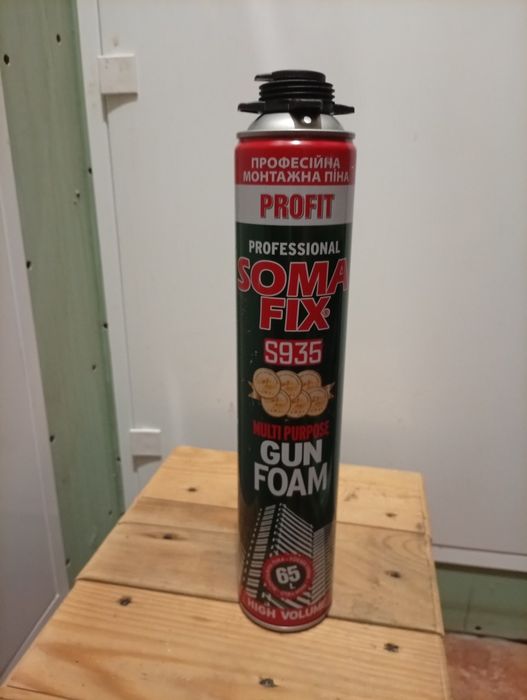 ПРОФЕСІЙНА
МОНТАЖНА ПІНА
PROFIT
PROFESSIONAL
SOMA
FIX®
S935
MULTI PURPOSE
GUN
FOAM
65
L
HIGH VOLUME